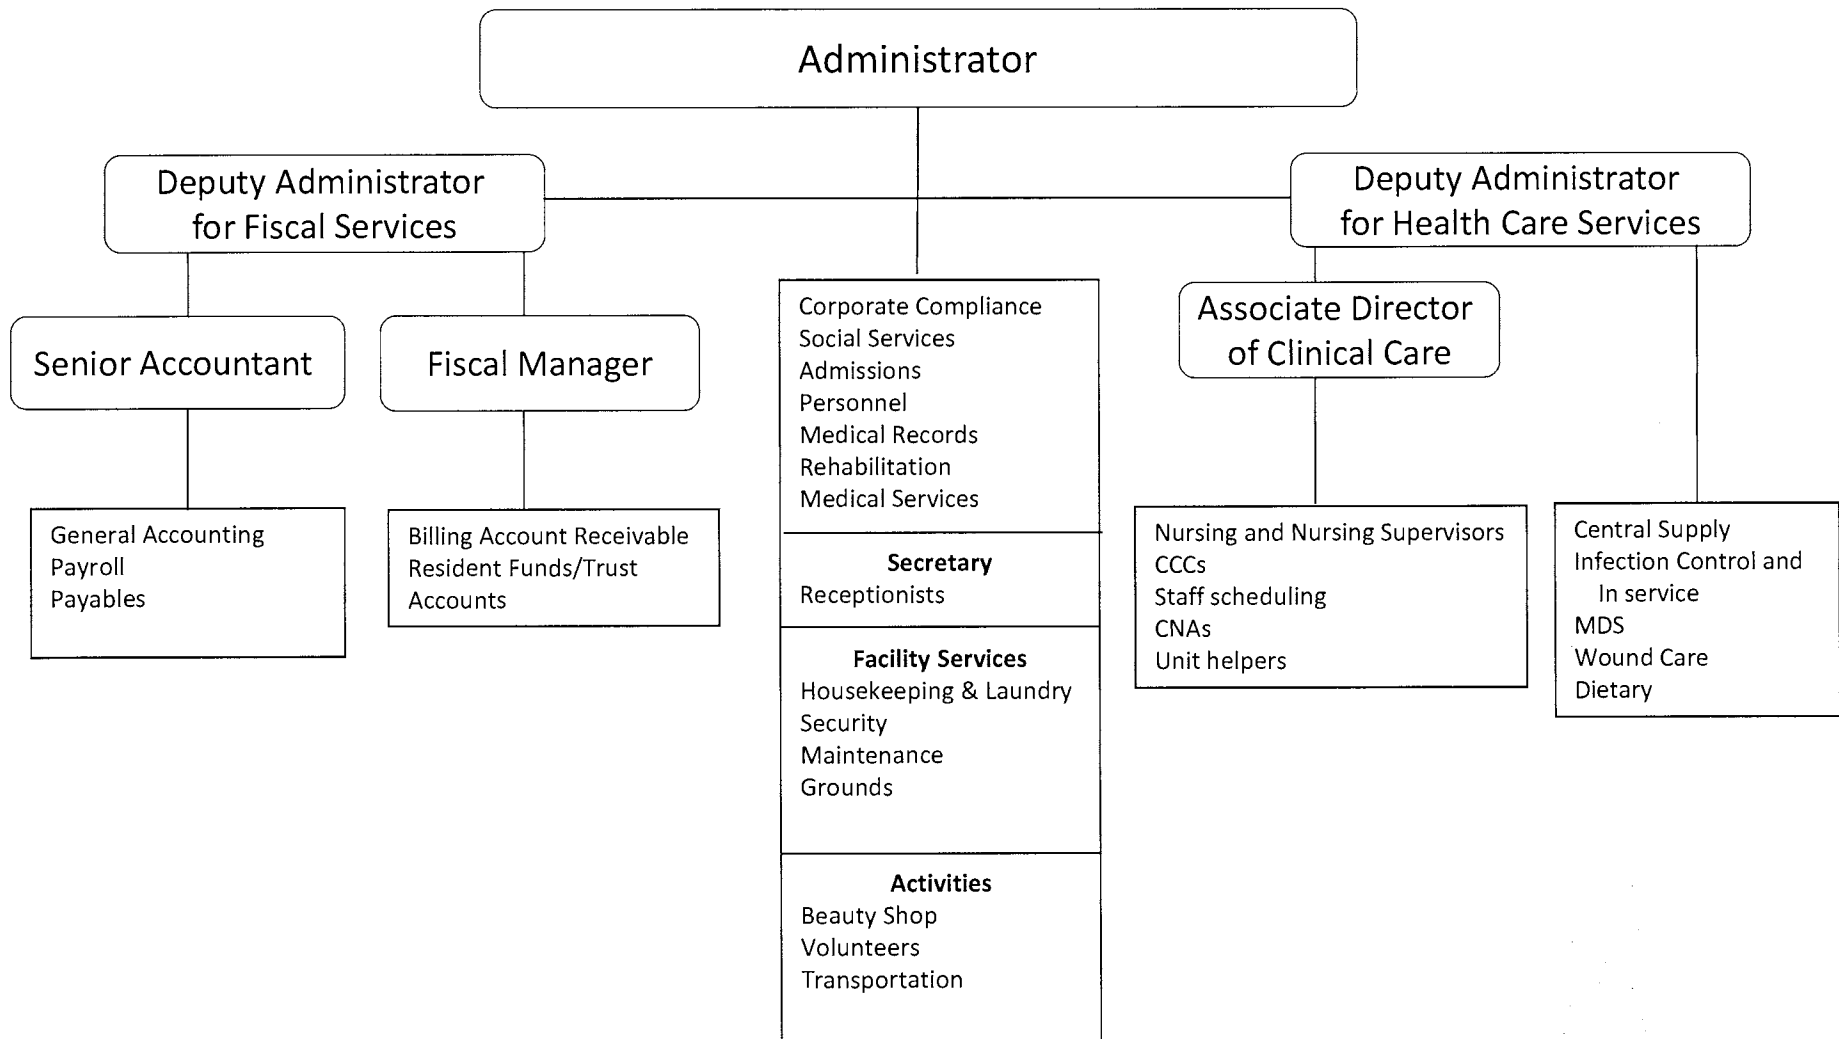 Administrator
Deputy Administrator
for Fiscal Services
Deputy Administrator
for Health Care Services
Senior Accountant
Fiscal Manager
Associate Director
of Clinical Care
General Accounting
Payroll
Payables
Billing Account Receivable
Resident Funds/Trust
Accounts
Corporate Compliance
Social Services
Admissions
Personnel
Medical Records
Rehabilitation
Medical Services
Secretary
Receptionists
Facility Services
Housekeeping & Laundry
Security
Maintenance
Grounds
Activities
Beauty Shop
Volunteers
Transportation
Nursing and Nursing Supervisors
CCCs
Staff scheduling
CNAs
Unit helpers
Central Supply
Infection Control and
In service
MDS
Wound Care
Dietary